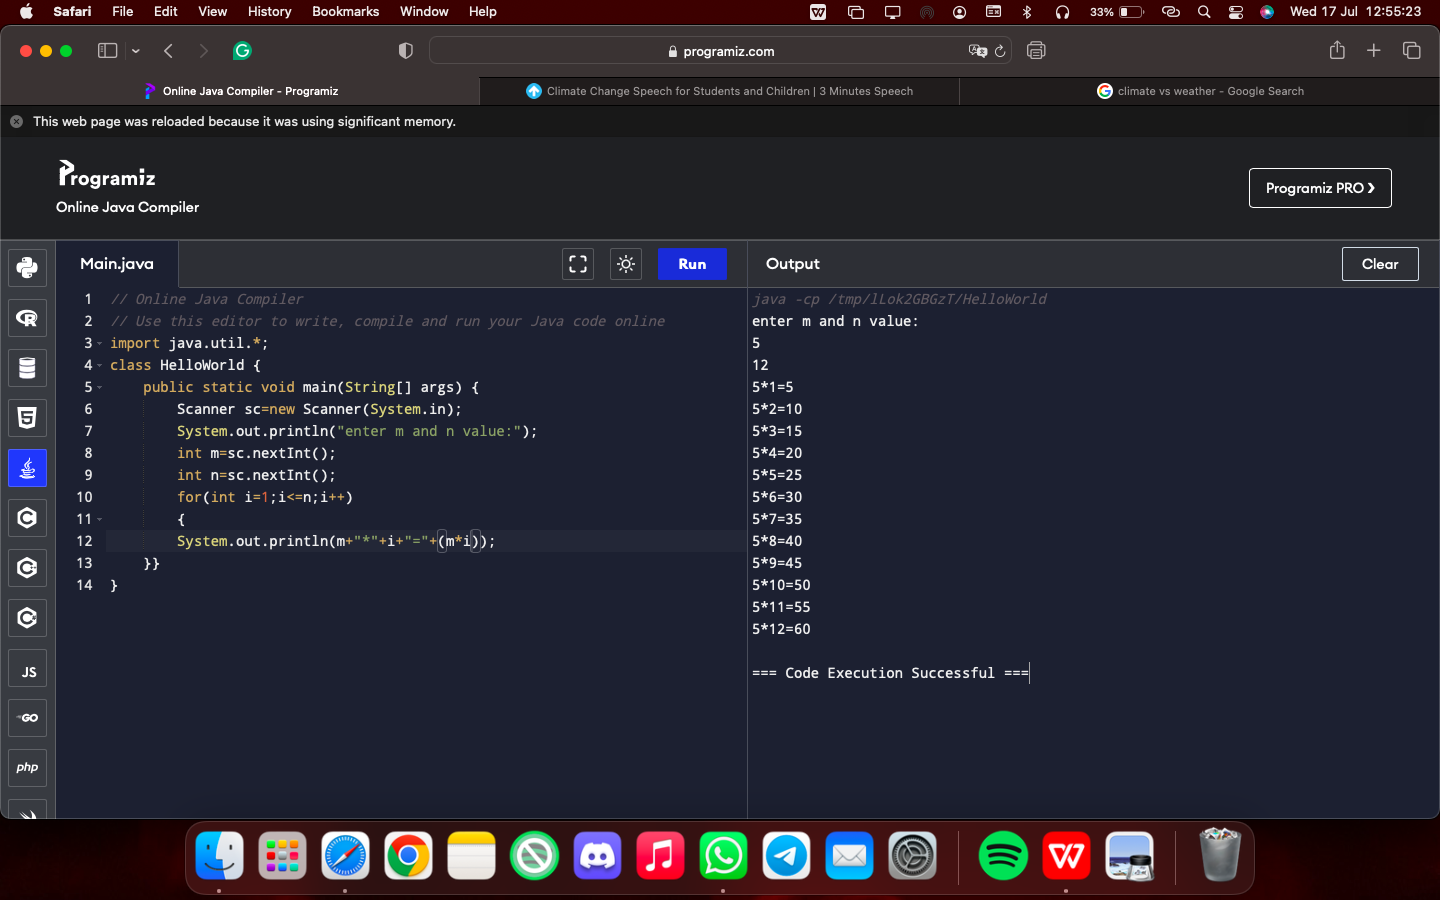 Safari File Edit View History Bookmarks Window Help 33% Wed 17 Jul 12:55:23
programiz.com
Online Java Compiler - Programiz
Climate Change Speech for Students and Children | 3 Minutes Speech
climate vs weather - Google Search
This web page was reloaded because it was using significant memory.
Programiz
Online Java Compiler
Programiz PRO ❯
Main.java
Run
Output
Clear
1 // Online Java Compiler
2 // Use this editor to write, compile and run your Java code online
3 import java.util.*;
4 class HelloWorld {
5 public static void main(String[] args) {
6 Scanner sc=new Scanner(System.in);
7 System.out.println("enter m and n value:");
8 int m=sc.nextInt();
9 int n=sc.nextInt();
10 for(int i=1;i<=n;i++)
11 {
12 System.out.println(m+"*"+i+"="+(m*i));
13 }}
14 }
java -cp /tmp/lLok2GBGzT/HelloWorld
enter m and n value:
5
12
5*1=5
5*2=10
5*3=15
5*4=20
5*5=25
5*6=30
5*7=35
5*8=40
5*9=45
5*10=50
5*11=55
5*12=60
=== Code Execution Successful ===
R
5
C
C
C
JS
GO
php